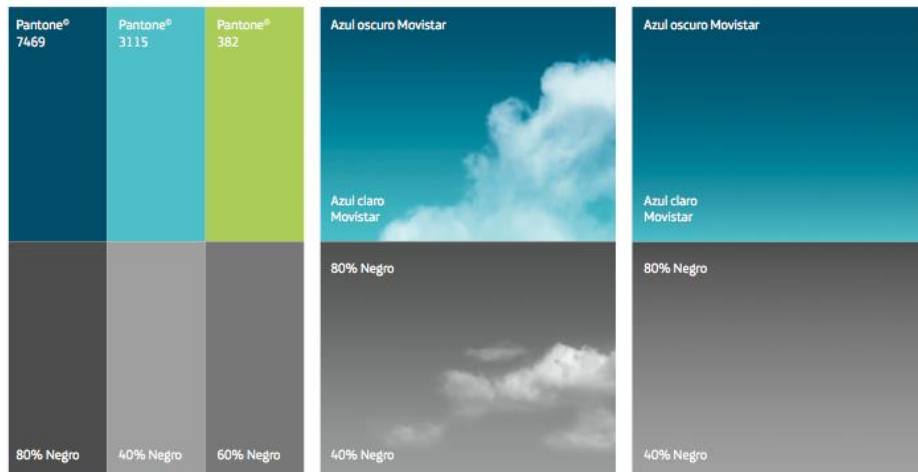 Pantone©
7469
Pantone©
3115
Pantone©
382
80% Negro
40% Negro
60% Negro
Azul oscuro Movistar
Azul claro
Movistar
80% Negro
40% Negro
Azul oscuro Movistar
Azul claro
Movistar
80% Negro
40% Negro